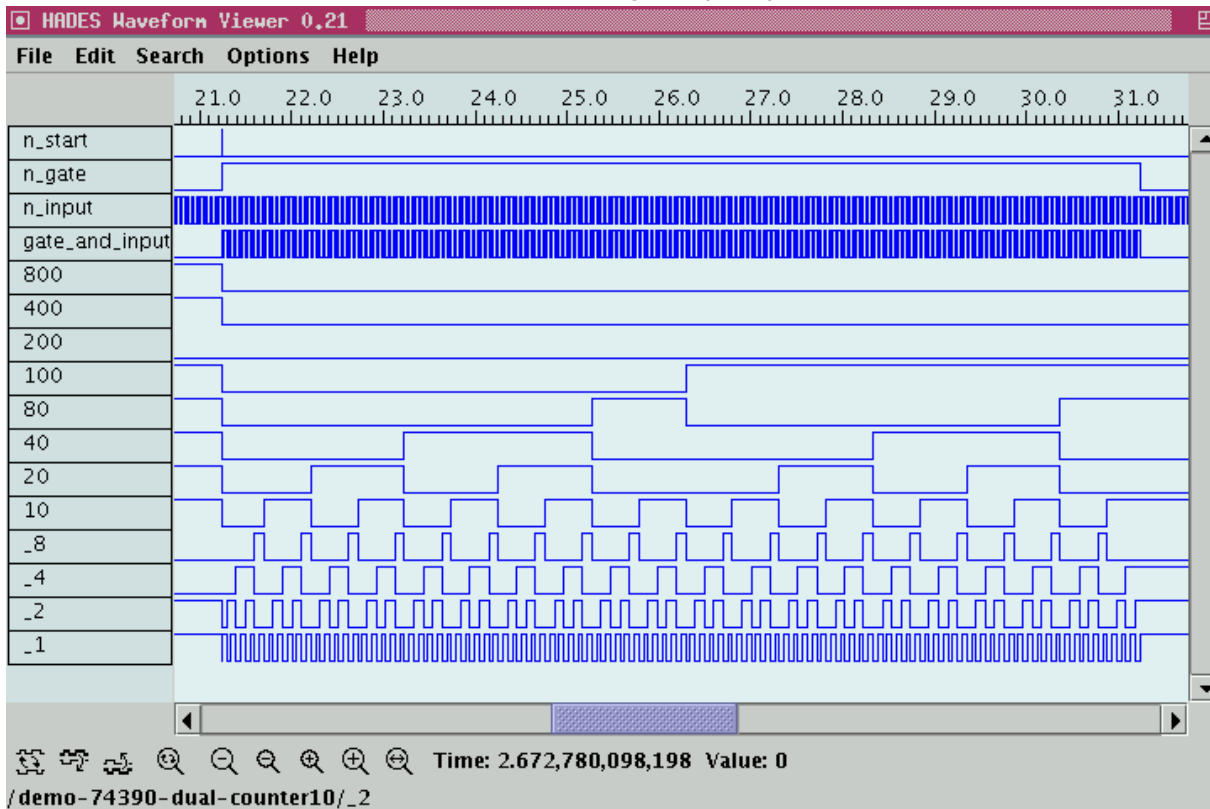 HADES Waveform Viewer 0.21
File Edit Search Options Help
21.0 22.0 23.0 24.0 25.0 26.0 27.0 28.0 29.0 30.0 31.0
n_start
n_gate
n_input
gate_and_input
800
400
200
100
80
40
20
10
_8
_4
_2
_1
Time: 2.672,780,098,198 Value: 0
/demo-74390-dual-counter10/_2